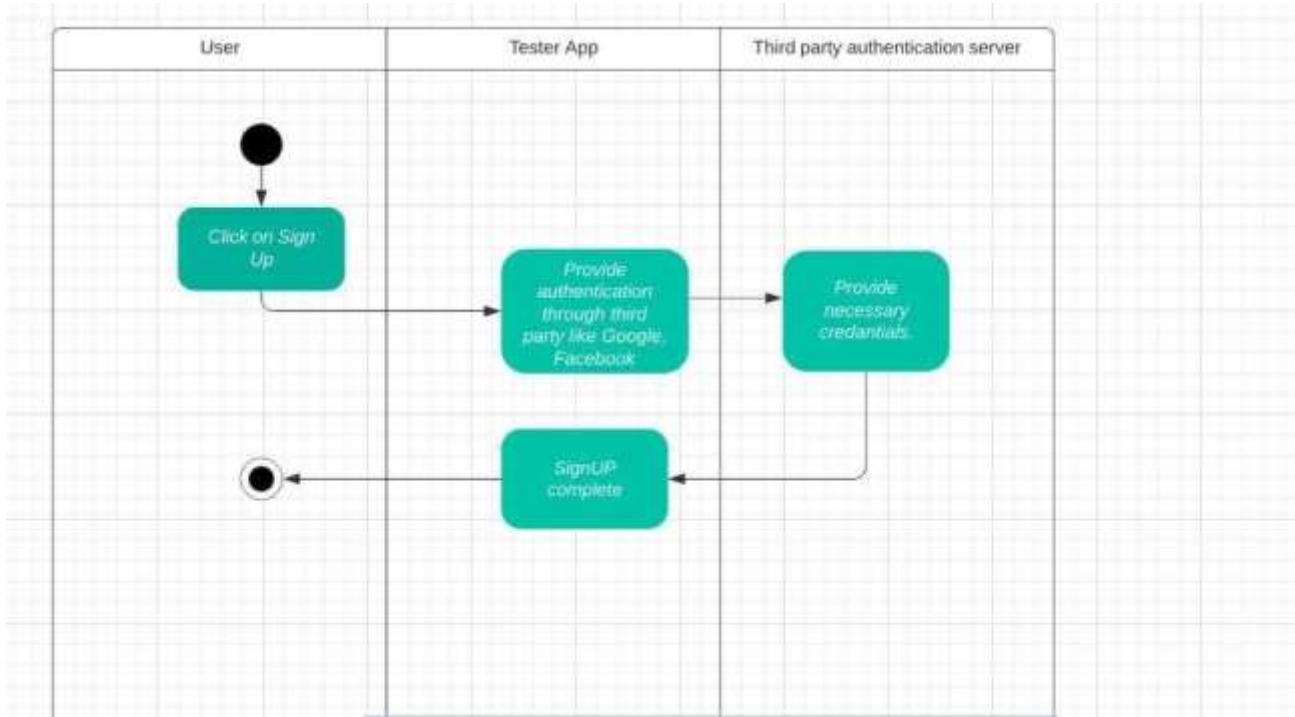 User
Tester App
Third party authentication server
Click on Sign
Up
Provide
authentication
through third
party like Google,
Facebook
Provide
necessary
credantials.
SignUP
complete